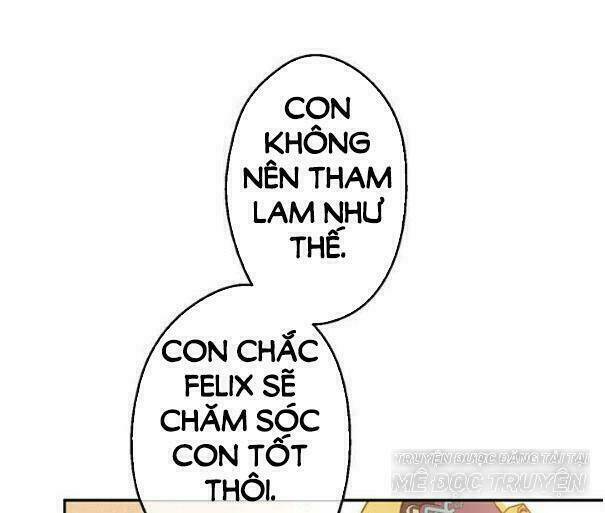 CON
KHÔNG
NÊN THAM
LAM NHƯ
THẾ.
CON CHẮC
FELIX SẼ
CHĂM SÓC
CON TỐT
THÔI.
TRUYỆN ĐƯỢC ĐĂNG TẢI TẠI
MÊ ĐỌC TRUYỆN